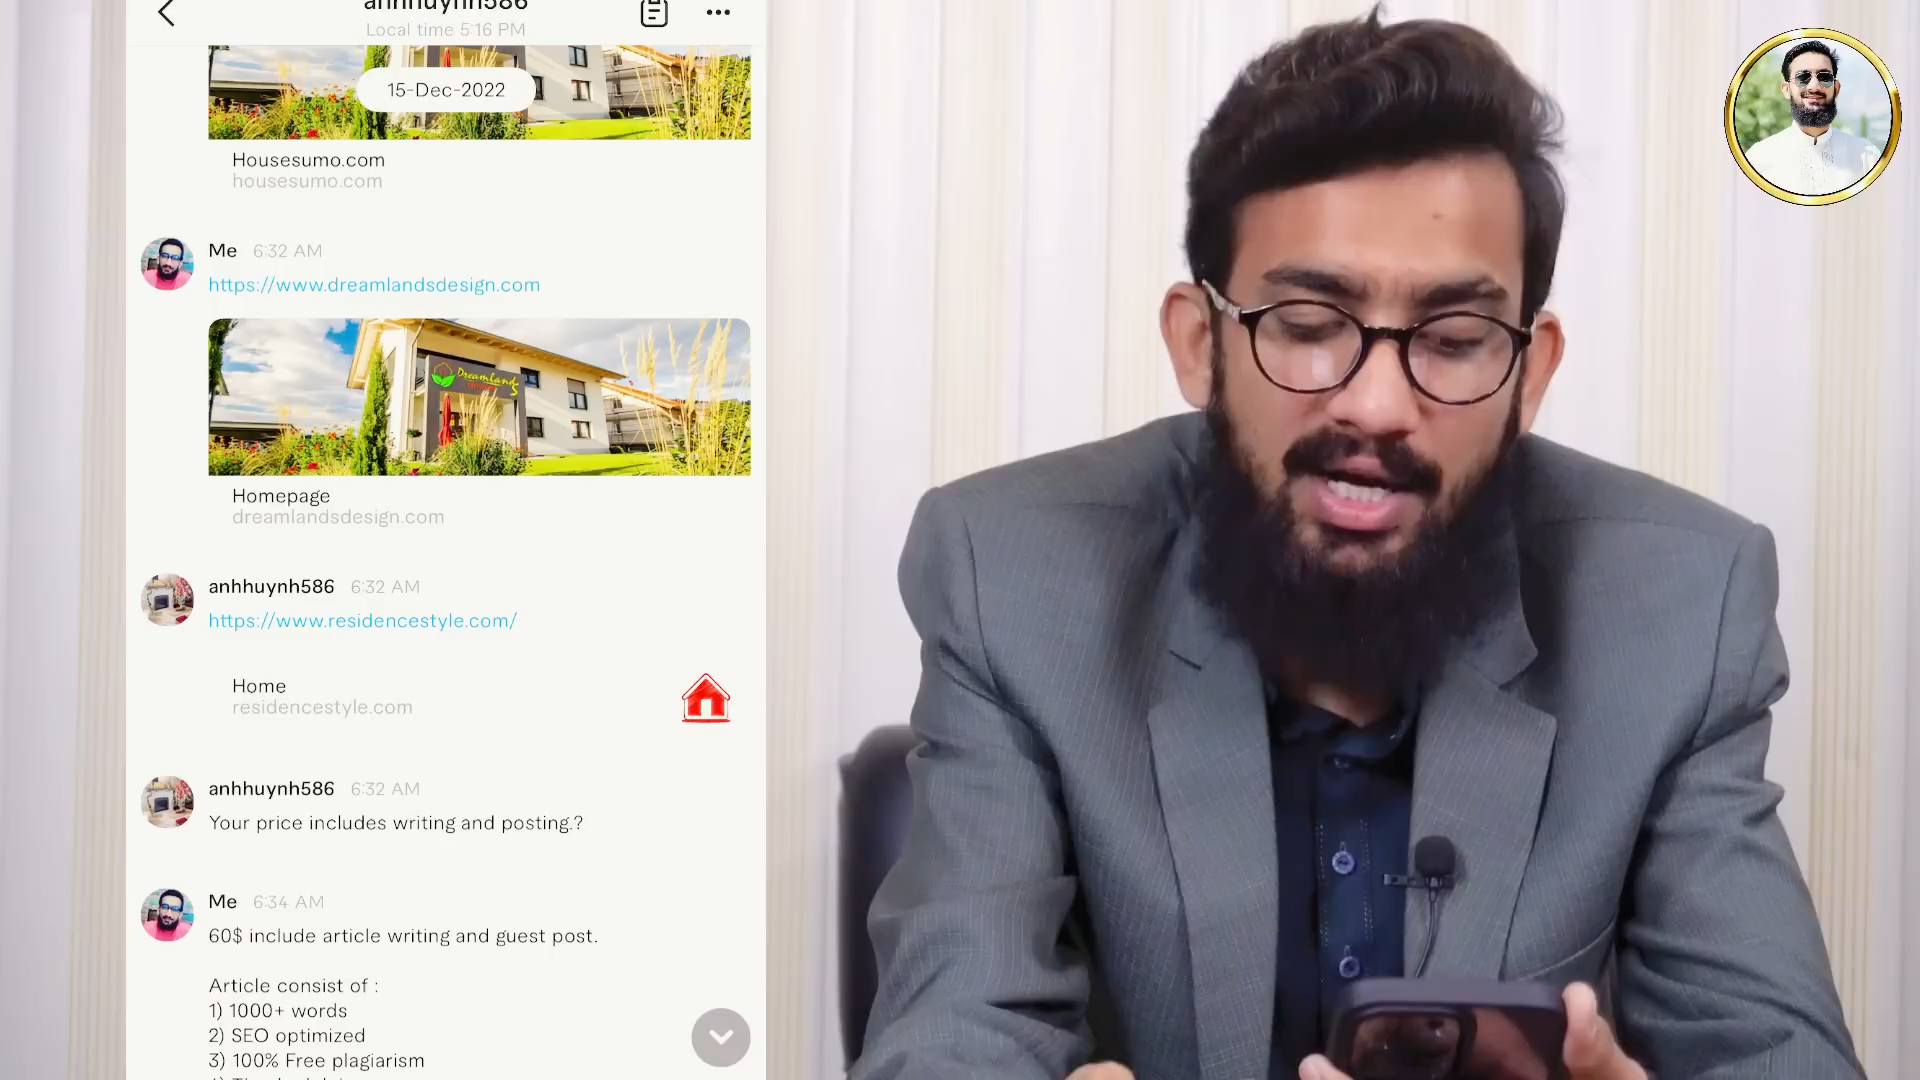 anhhuynh586
Local time 5:16 PM
15-Dec-2022
Housesumo.com
housesumo.com
Me 6:32 AM
https://www.dreamlandsdesign.com
Dreamlands
Homepage
dreamlandsdesign.com
anhhuynh586 6:32 AM
https://www.residencestyle.com/
Home
residencestyle.com
anhhuynh586 6:32 AM
Your price includes writing and posting.?
Me 6:34 AM
60$ include article writing and guest post.
Article consist of :
1) 1000+ words
2) SEO optimized
3) 100% Free plagiarism